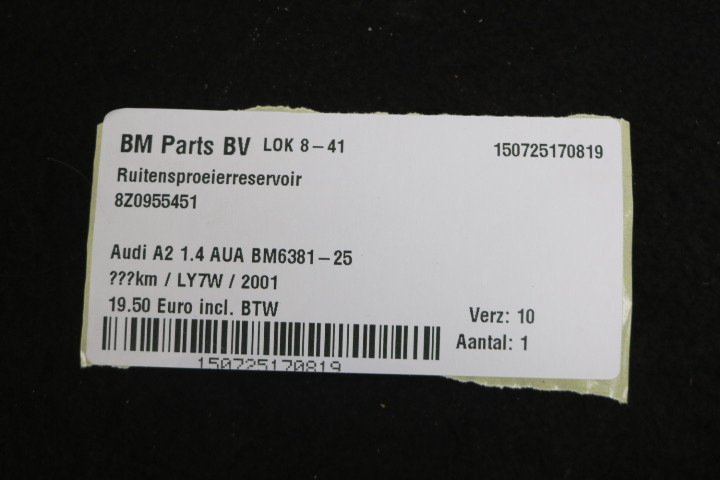 BM Parts BV LOK 8-41 150725170819
Ruitensproeierreservoir
8Z0955451
Audi A2 1.4 AUA BM6381-25
???km / LY7W / 2001
19.50 Euro incl. BTW
Verz: 10
Aantal: 1
150725170819